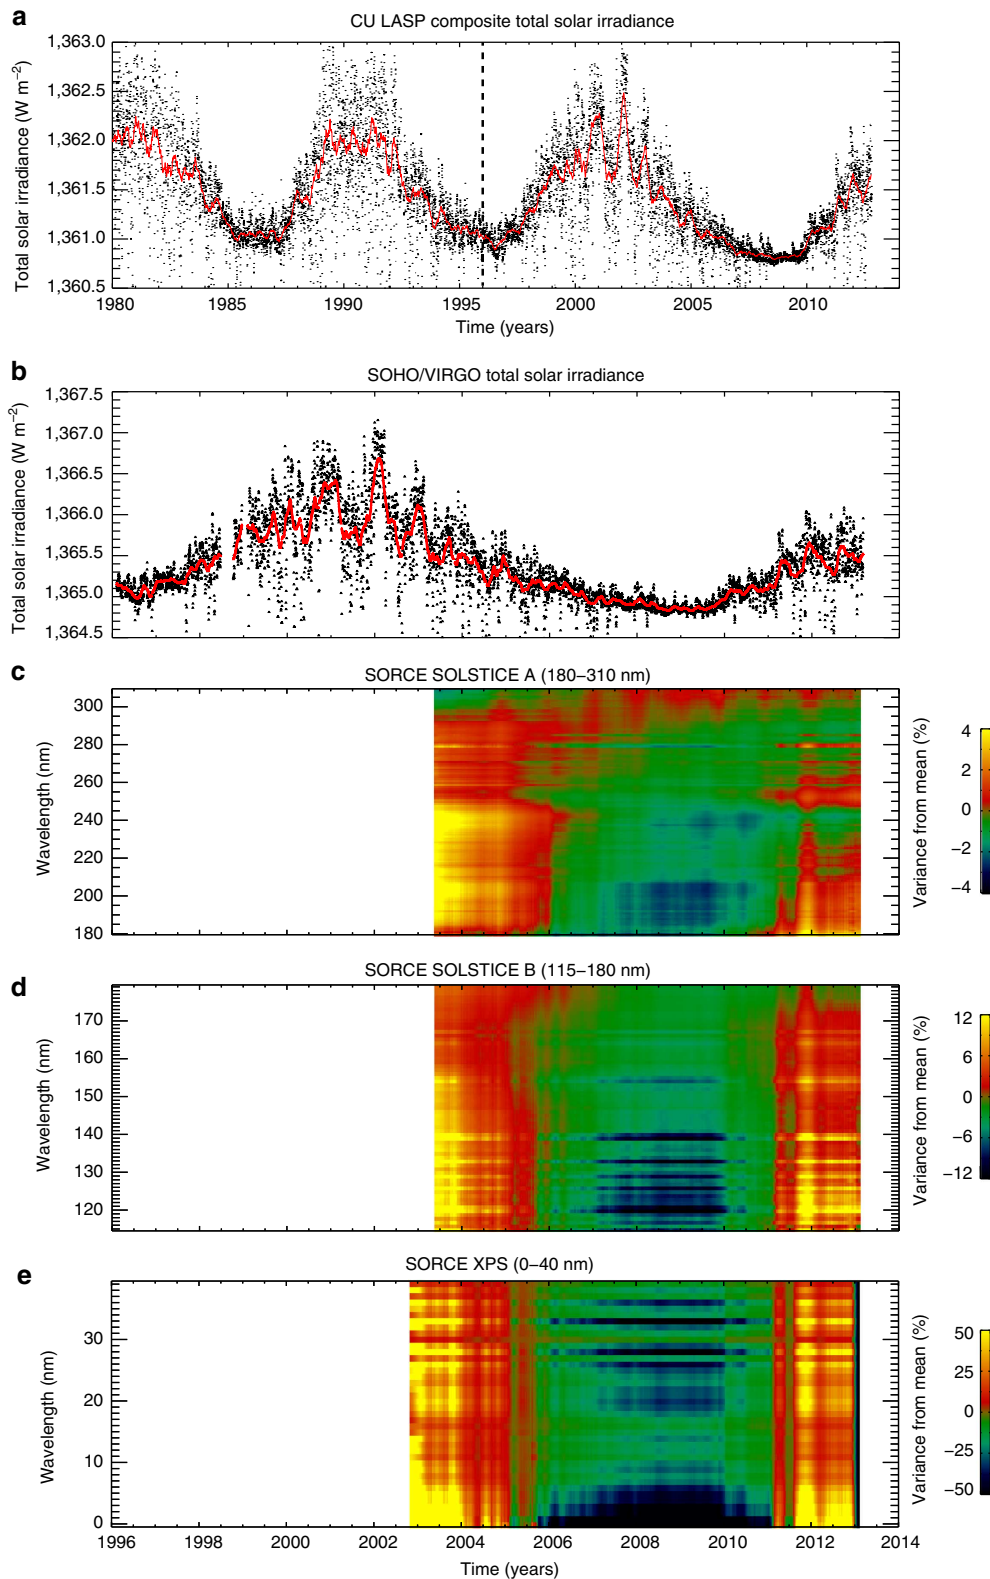 a
CU LASP composite total solar irradiance
Total solar irradiance (W m−2)
1,363.0
1,362.5
1,362.0
1,361.5
1,361.0
1,360.5
1980 1985 1990 1995 2000 2005 2010
Time (years)
b
SOHO/VIRGO total solar irradiance
Total solar irradiance (W m−2)
1,367.5
1,367.0
1,366.5
1,366.0
1,365.5
1,365.0
1,364.5
c
SORCE SOLSTICE A (180–310 nm)
Wavelength (nm)
300
280
260
240
220
200
180
Variance from mean (%)
4
2
0
−2
−4
d
SORCE SOLSTICE B (115–180 nm)
Wavelength (nm)
170
160
150
140
130
120
Variance from mean (%)
12
6
0
−6
−12
e
SORCE XPS (0–40 nm)
Wavelength (nm)
30
20
10
0
Variance from mean (%)
50
25
0
−25
−50
1996 1998 2000 2002 2004 2006 2008 2010 2012 2014
Time (years)